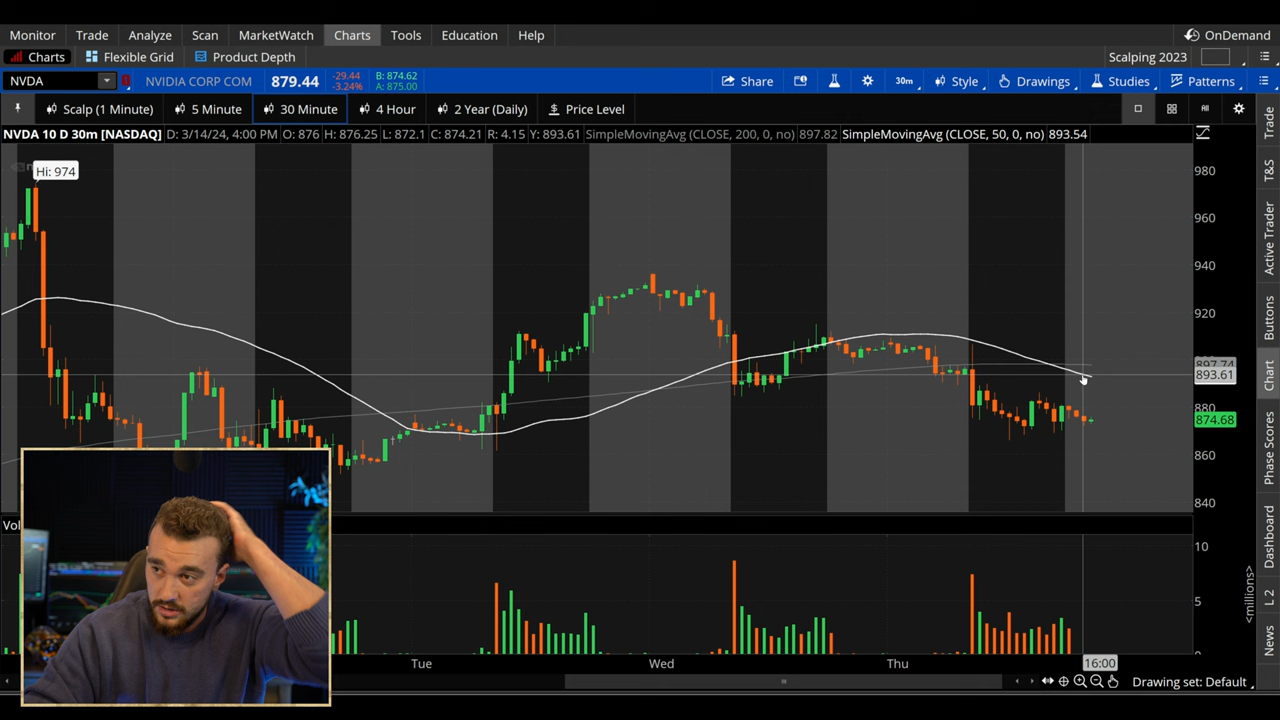 Monitor Trade Analyze Scan MarketWatch Charts Tools Education Help OnDemand
Charts Flexible Grid Product Depth Scalping 2023
NVDA NVIDIA CORP COM 879.44 -29.44 -3.24% B: 874.62 A: 875.00 Share 30m Style Drawings Studies Patterns
Scalp (1 Minute) 5 Minute 30 Minute 4 Hour 2 Year (Daily) Price Level All
NVDA 10 D 30m [NASDAQ] D: 3/14/24, 4:00 PM O: 876 H: 876.25 L: 872.1 C: 874.21 R: 4.15 Y: 893.61 SimpleMovingAvg (CLOSE, 200, 0, no) 897.82 SimpleMovingAvg (CLOSE, 50, 0, no) 893.54
Hi: 974
980
960
940
920
897.74
893.61
880
874.68
860
840
Vol
10
5
<millions>
Tue Wed Thu 16:00
Drawing set: Default
Trade
T&S
Active Trader
Buttons
Chart
Phase Scores
Dashboard
L 2
News